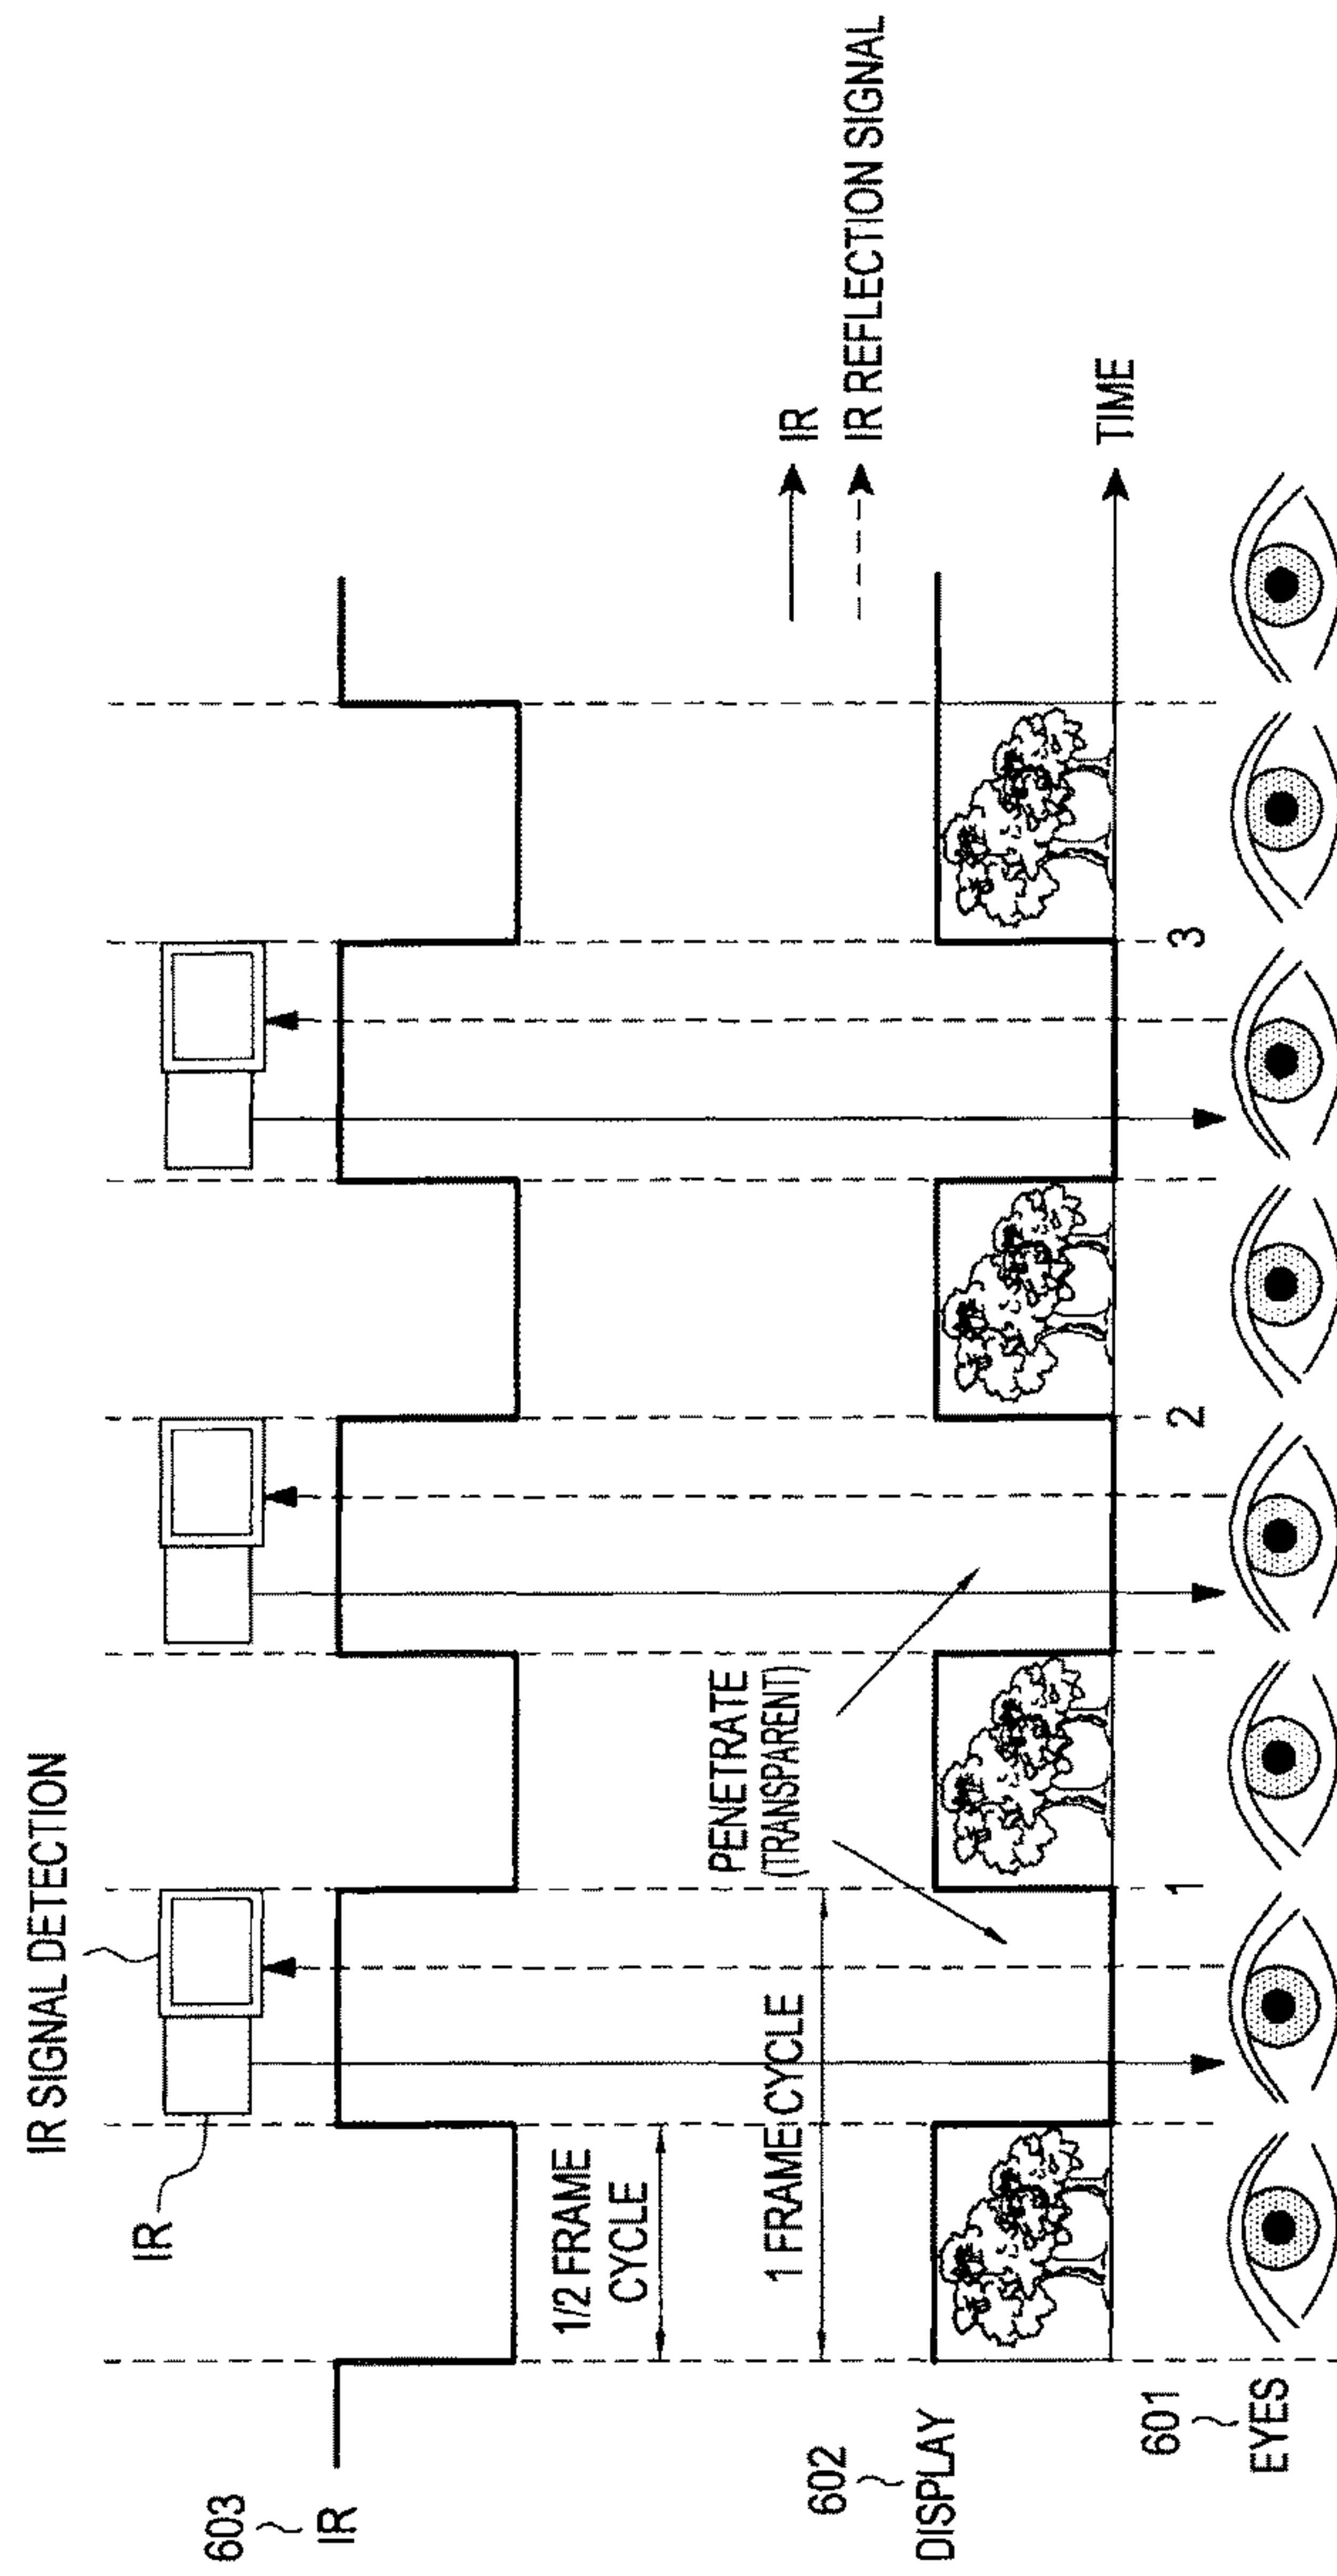 IR SIGNAL DETECTION
IR
603
IR
1/2 FRAME
CYCLE
1 FRAME CYCLE
PENETRATE
(TRANSPARENT)
IR
IR REFLECTION SIGNAL
602
DISPLAY
TIME
1
2
3
601
EYES